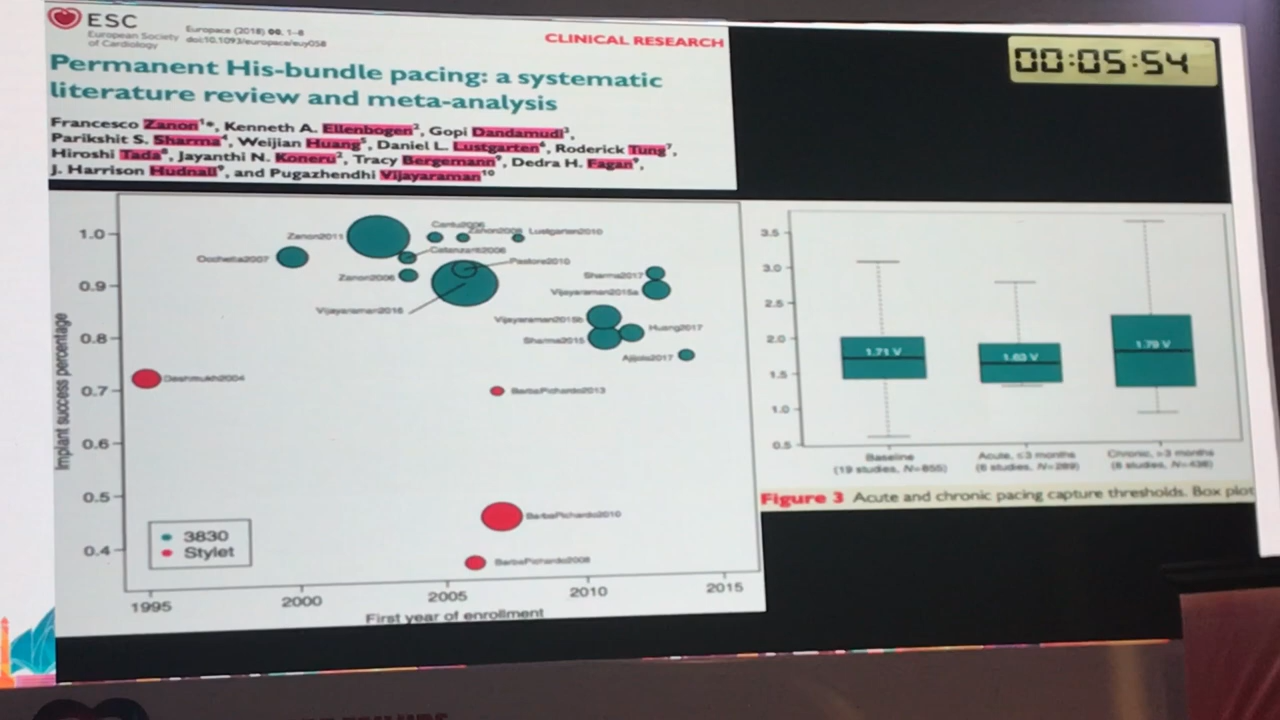 ESC
European Society
of Cardiology
Europace (2018) 00, 1–8
doi:10.1093/europace/euy058
CLINICAL RESEARCH
Permanent His-bundle pacing: a systematic
literature review and meta-analysis
Francesco Zanon1*, Kenneth A. Ellenbogen2, Gopi Dandamudi3,
Parikshit S. Sharma4, Weijian Huang5, Daniel L. Lustgarten6, Roderick Tung7,
Hiroshi Tada8, Jayanthi N. Koneru2, Tracy Bergemann9, Dedra H. Fagan9,
J. Harrison Hudnall9, and Pugazhendhi Vijayaraman10
00:05:54
Implant success percentage
1.0
0.9
0.8
0.7
0.6
0.5
0.4
Zanon2011
Cantu2006
Zanon2008
Lustgarten2010
Occhetta2007
Catanzariti2006
Pastore2010
Zanon2006
Sharma2017
Vijayaraman2015a
Vijayaraman2016
Vijayaraman2015b
Huang2017
Sharma2015
Ajijola2017
Deshmukh2004
BarbaPichardo2013
BarbaPichardo2010
BarbaPichardo2008
3830
Stylet
1995
2000
2005
2010
2015
First year of enrollment
3.5
3.0
2.5
2.0
1.5
1.0
0.5
1.71 V
1.63 V
1.79 V
Baseline
(19 studies, N=855)
Acute, ≤3 months
(6 studies, N=289)
Chronic, >3 months
(8 studies, N=436)
Figure 3 Acute and chronic pacing capture thresholds. Box plot